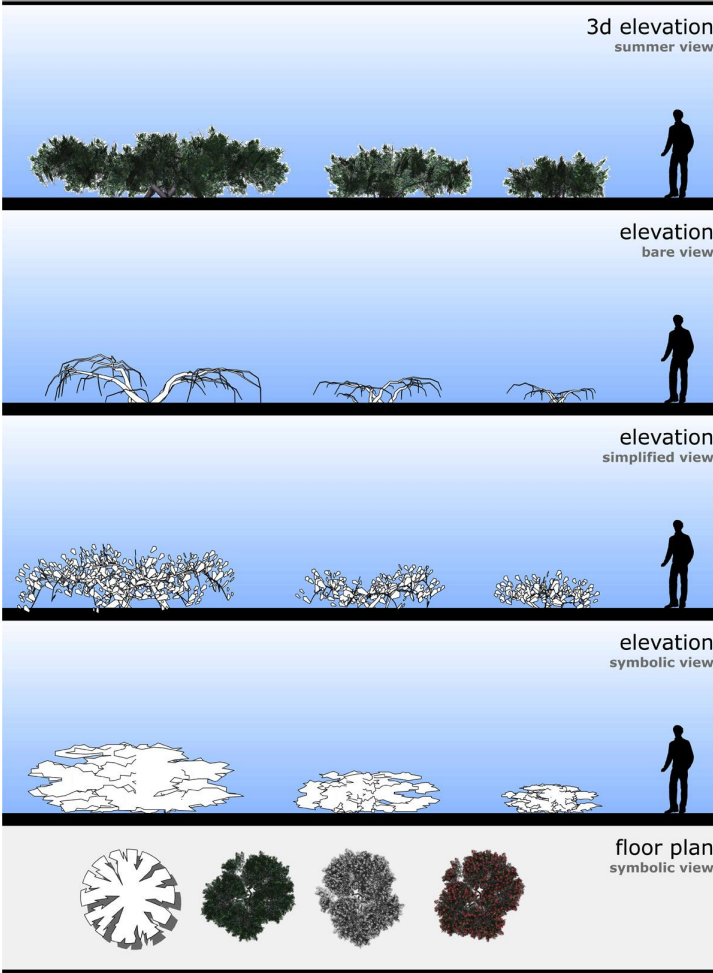 3d elevation
summer view
elevation
bare view
elevation
simplified view
elevation
symbolic view
floor plan
symbolic view